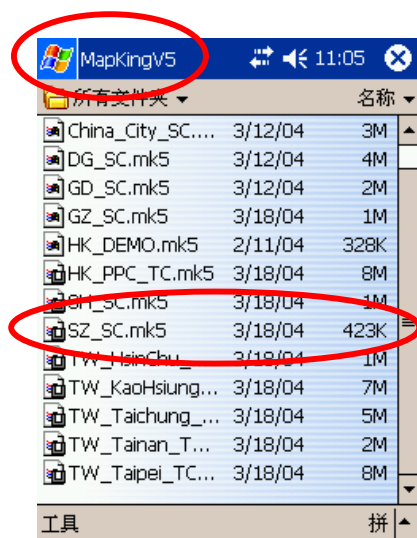 MapKingV5 11:05
所有文件夹 名称
China_City_SC.... 3/12/04 3M
DG_SC.mk5 3/12/04 4M
GD_SC.mk5 3/12/04 2M
GZ_SC.mk5 3/18/04 1M
HK_DEMO.mk5 2/11/04 328K
HK_PPC_TC.mk5 3/18/04 8M
SH_SC.mk5 3/18/04 1M
SZ_SC.mk5 3/18/04 423K
TW_HsinChu_... 3/18/04 1M
TW_KaoHsiung... 3/18/04 7M
TW_Taichung_... 3/18/04 5M
TW_Tainan_T... 3/18/04 2M
TW_Taipei_TC... 3/18/04 8M
工具 拼